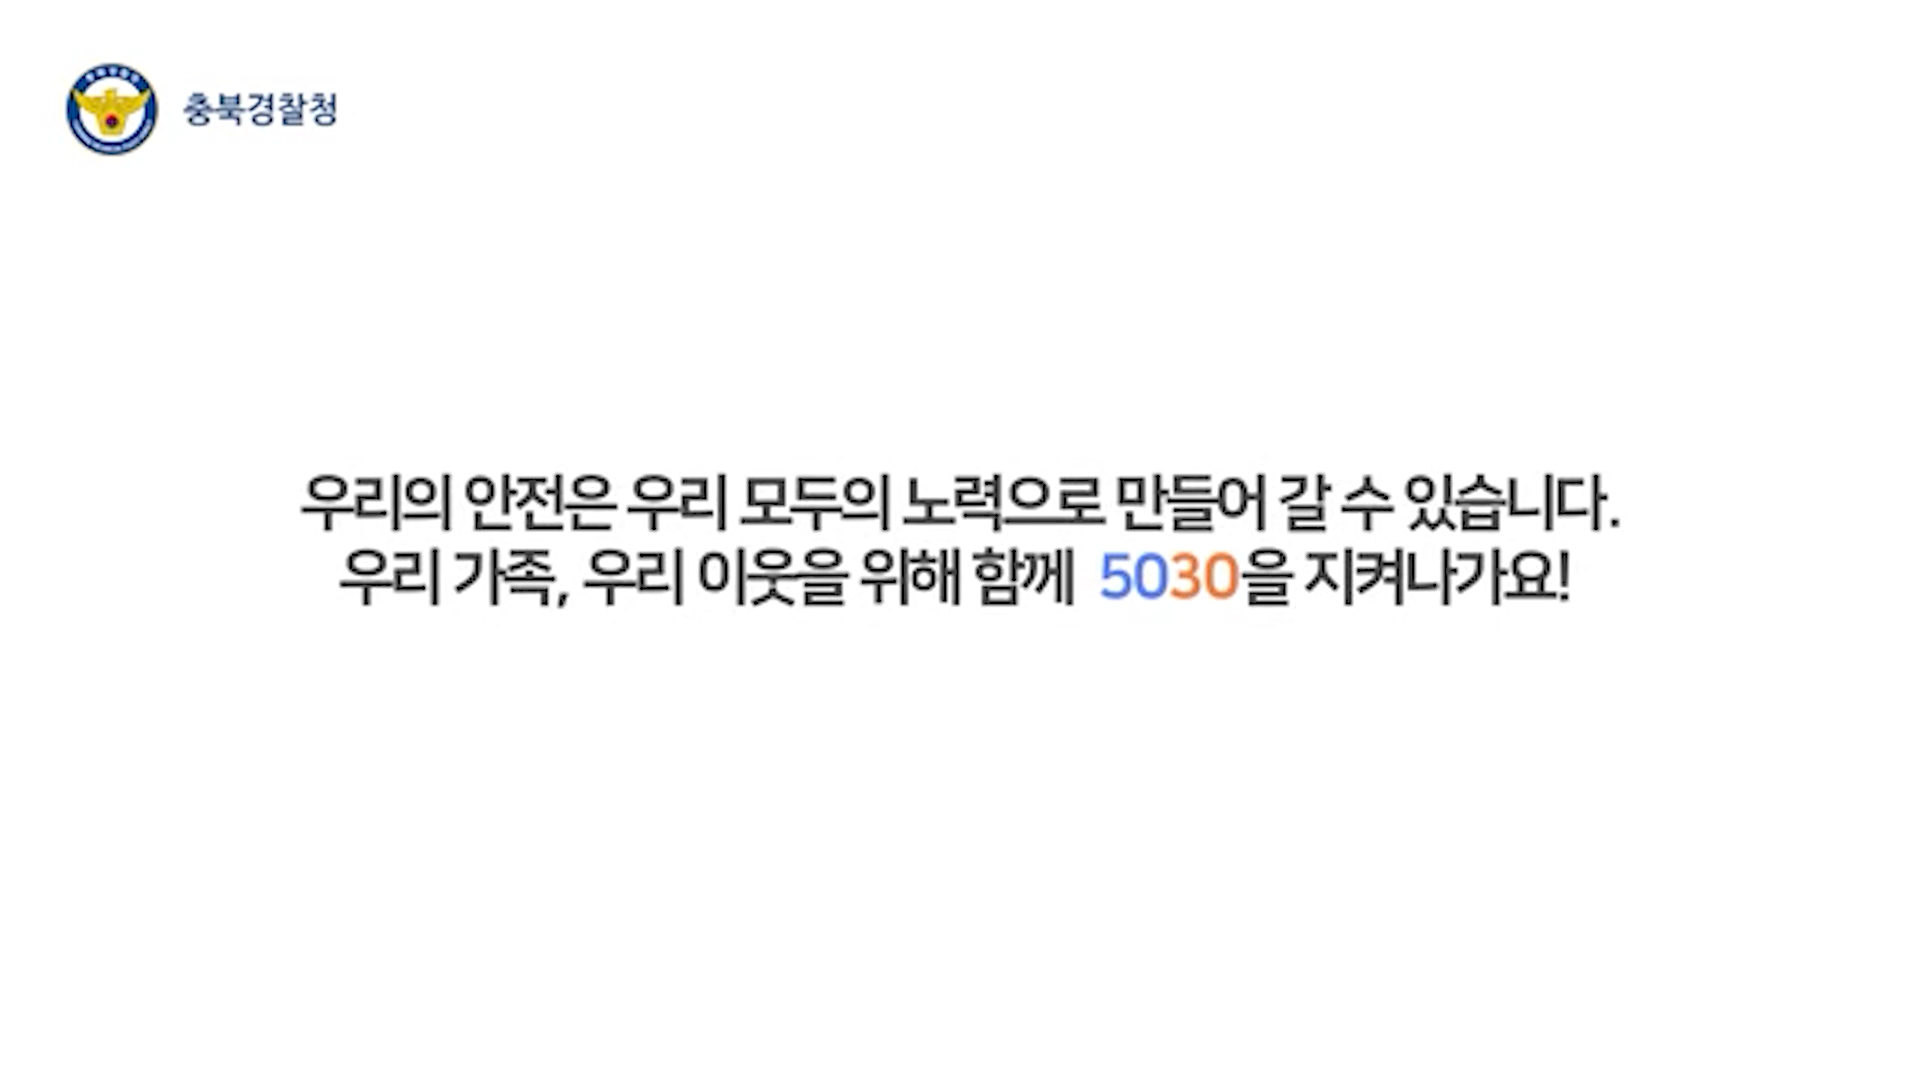 충북경찰청
우리의 안전은 우리 모두의 노력으로 만들어 갈 수 있습니다.
우리 가족, 우리 이웃을 위해 함께 5030을 지켜나가요!